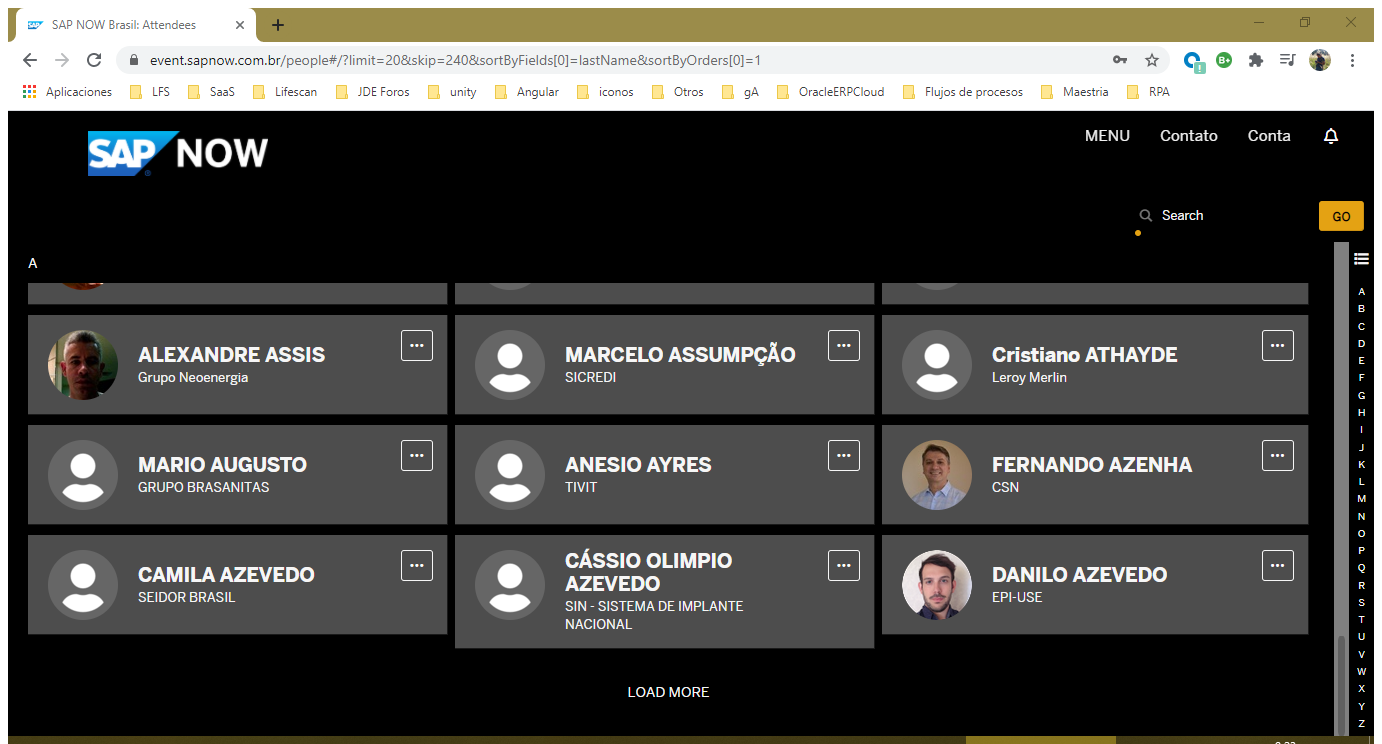 SAP NOW Brasil: Attendees
event.sapnow.com.br/people#/?limit=20&skip=240&sortByFields[0]=lastName&sortByOrders[0]=1
Aplicaciones LFS SaaS Lifescan JDE Foros unity Angular iconos Otros gA OracleERPCloud Flujos de procesos Maestria RPA
SAP NOW
MENU Contato Conta
Search GO
A
ALEXANDRE ASSIS
Grupo Neoenergia
MARCELO ASSUMPÇÃO
SICREDI
Cristiano ATHAYDE
Leroy Merlin
MARIO AUGUSTO
GRUPO BRASANITAS
ANESIO AYRES
TIVIT
FERNANDO AZENHA
CSN
CAMILA AZEVEDO
SEIDOR BRASIL
CÁSSIO OLIMPIO
AZEVEDO
SIN - SISTEMA DE IMPLANTE
NACIONAL
DANILO AZEVEDO
EPI-USE
LOAD MORE
A
B
C
D
E
F
G
H
I
J
K
L
M
N
O
P
Q
R
S
T
U
V
W
X
Y
Z